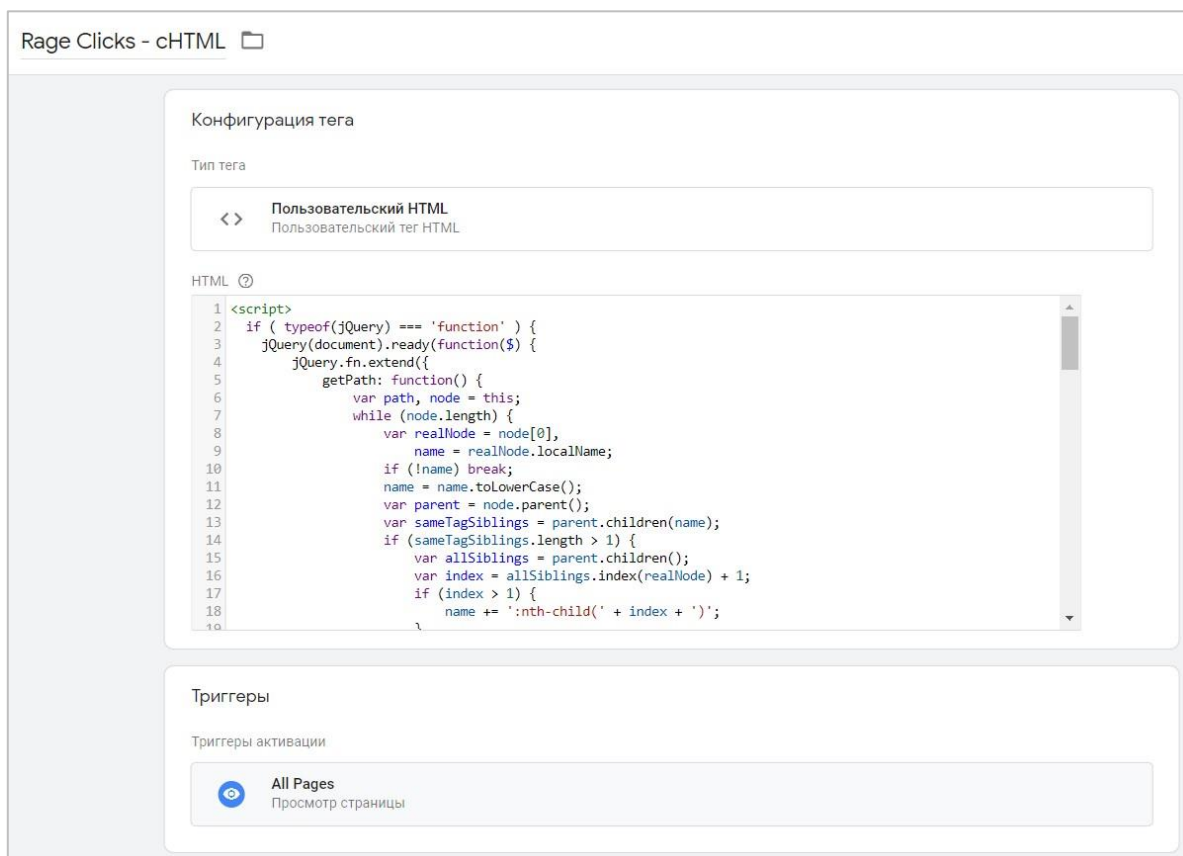 Rage Clicks - cHTML
Конфигурация тега
Тип тега
Пользовательский HTML
Пользовательский тег HTML
HTML
1 <script>
2 if ( typeof(jQuery) === 'function' ) {
3 jQuery(document).ready(function($) {
4 jQuery.fn.extend({
5 getPath: function() {
6 var path, node = this;
7 while (node.length) {
8 var realNode = node[0],
9 name = realNode.localName;
10 if (!name) break;
11 name = name.toLowerCase();
12 var parent = node.parent();
13 var sameTagSiblings = parent.children(name);
14 if (sameTagSiblings.length > 1) {
15 var allSiblings = parent.children();
16 var index = allSiblings.index(realNode) + 1;
17 if (index > 1) {
18 name += ':nth-child(' + index + ')';
19 }
Триггеры
Триггеры активации
All Pages
Просмотр страницы